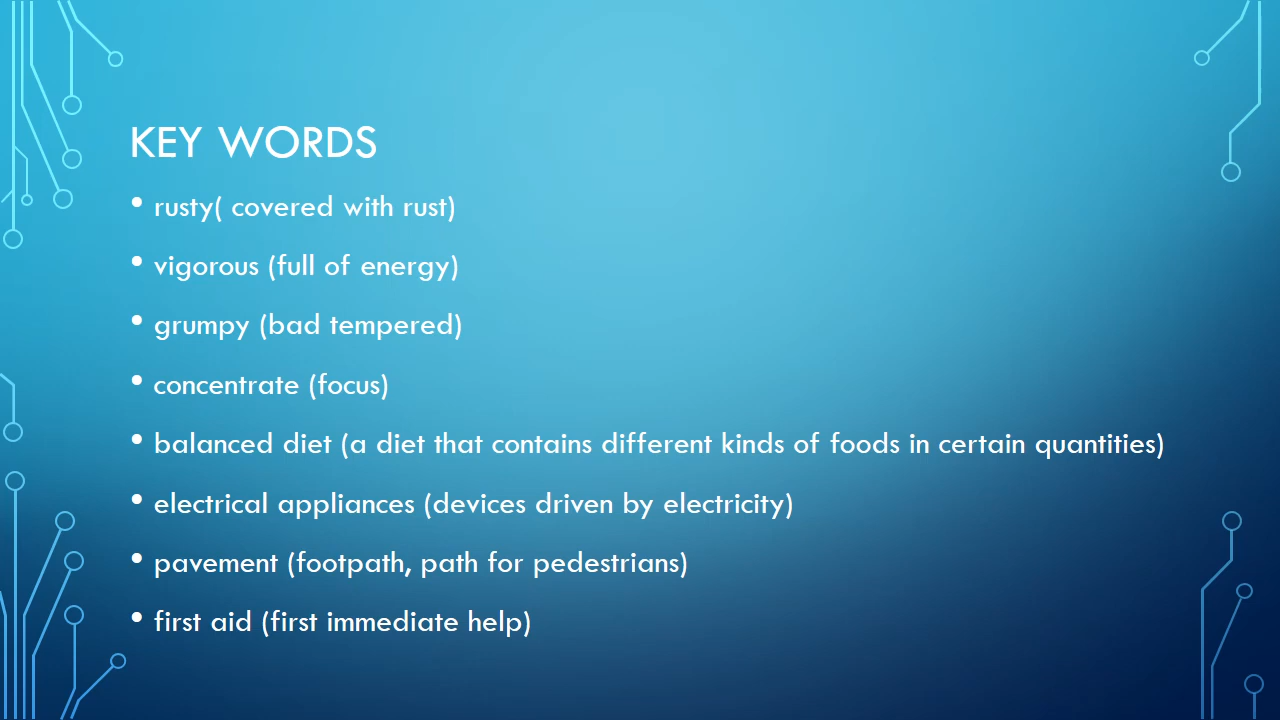 KEY WORDS
• rusty( covered with rust)
• vigorous (full of energy)
• grumpy (bad tempered)
• concentrate (focus)
• balanced diet (a diet that contains different kinds of foods in certain quantities)
• electrical appliances (devices driven by electricity)
• pavement (footpath, path for pedestrians)
• first aid (first immediate help)